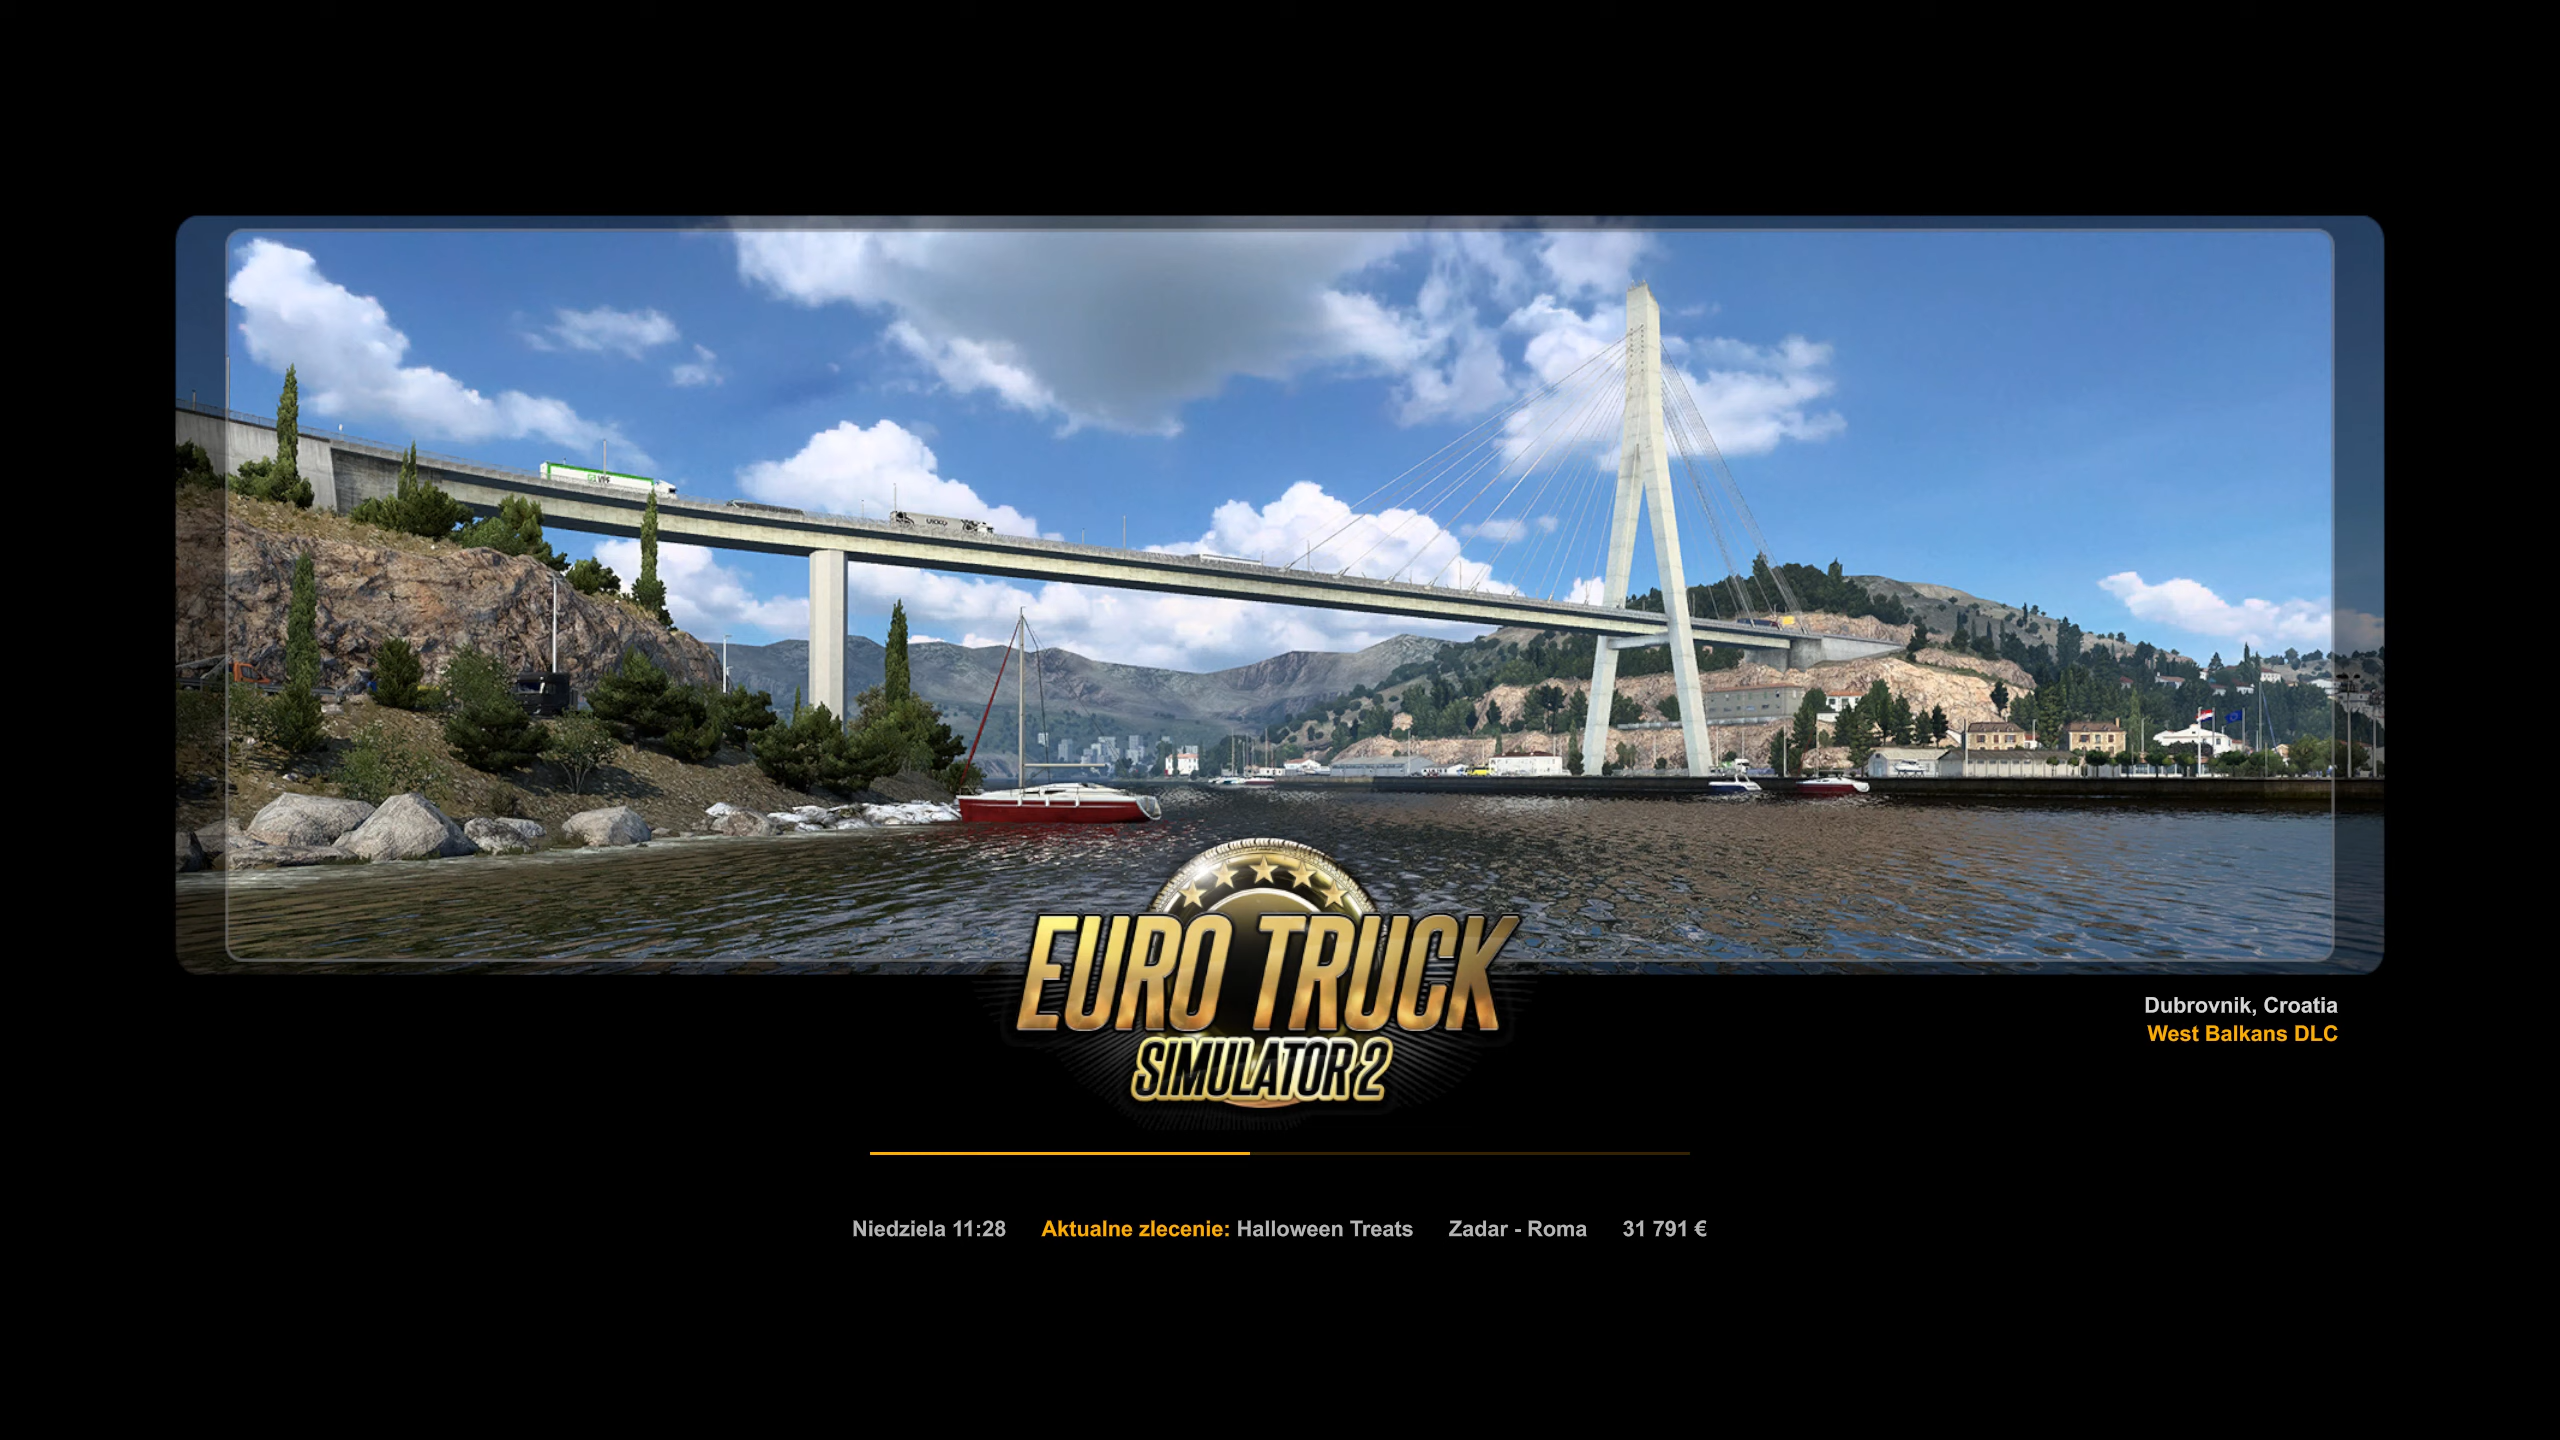 EURO TRUCK
SIMULATOR 2
Dubrovnik, Croatia
West Balkans DLC
Niedziela 11:28 Aktualne zlecenie: Halloween Treats Zadar - Roma 31 791 €